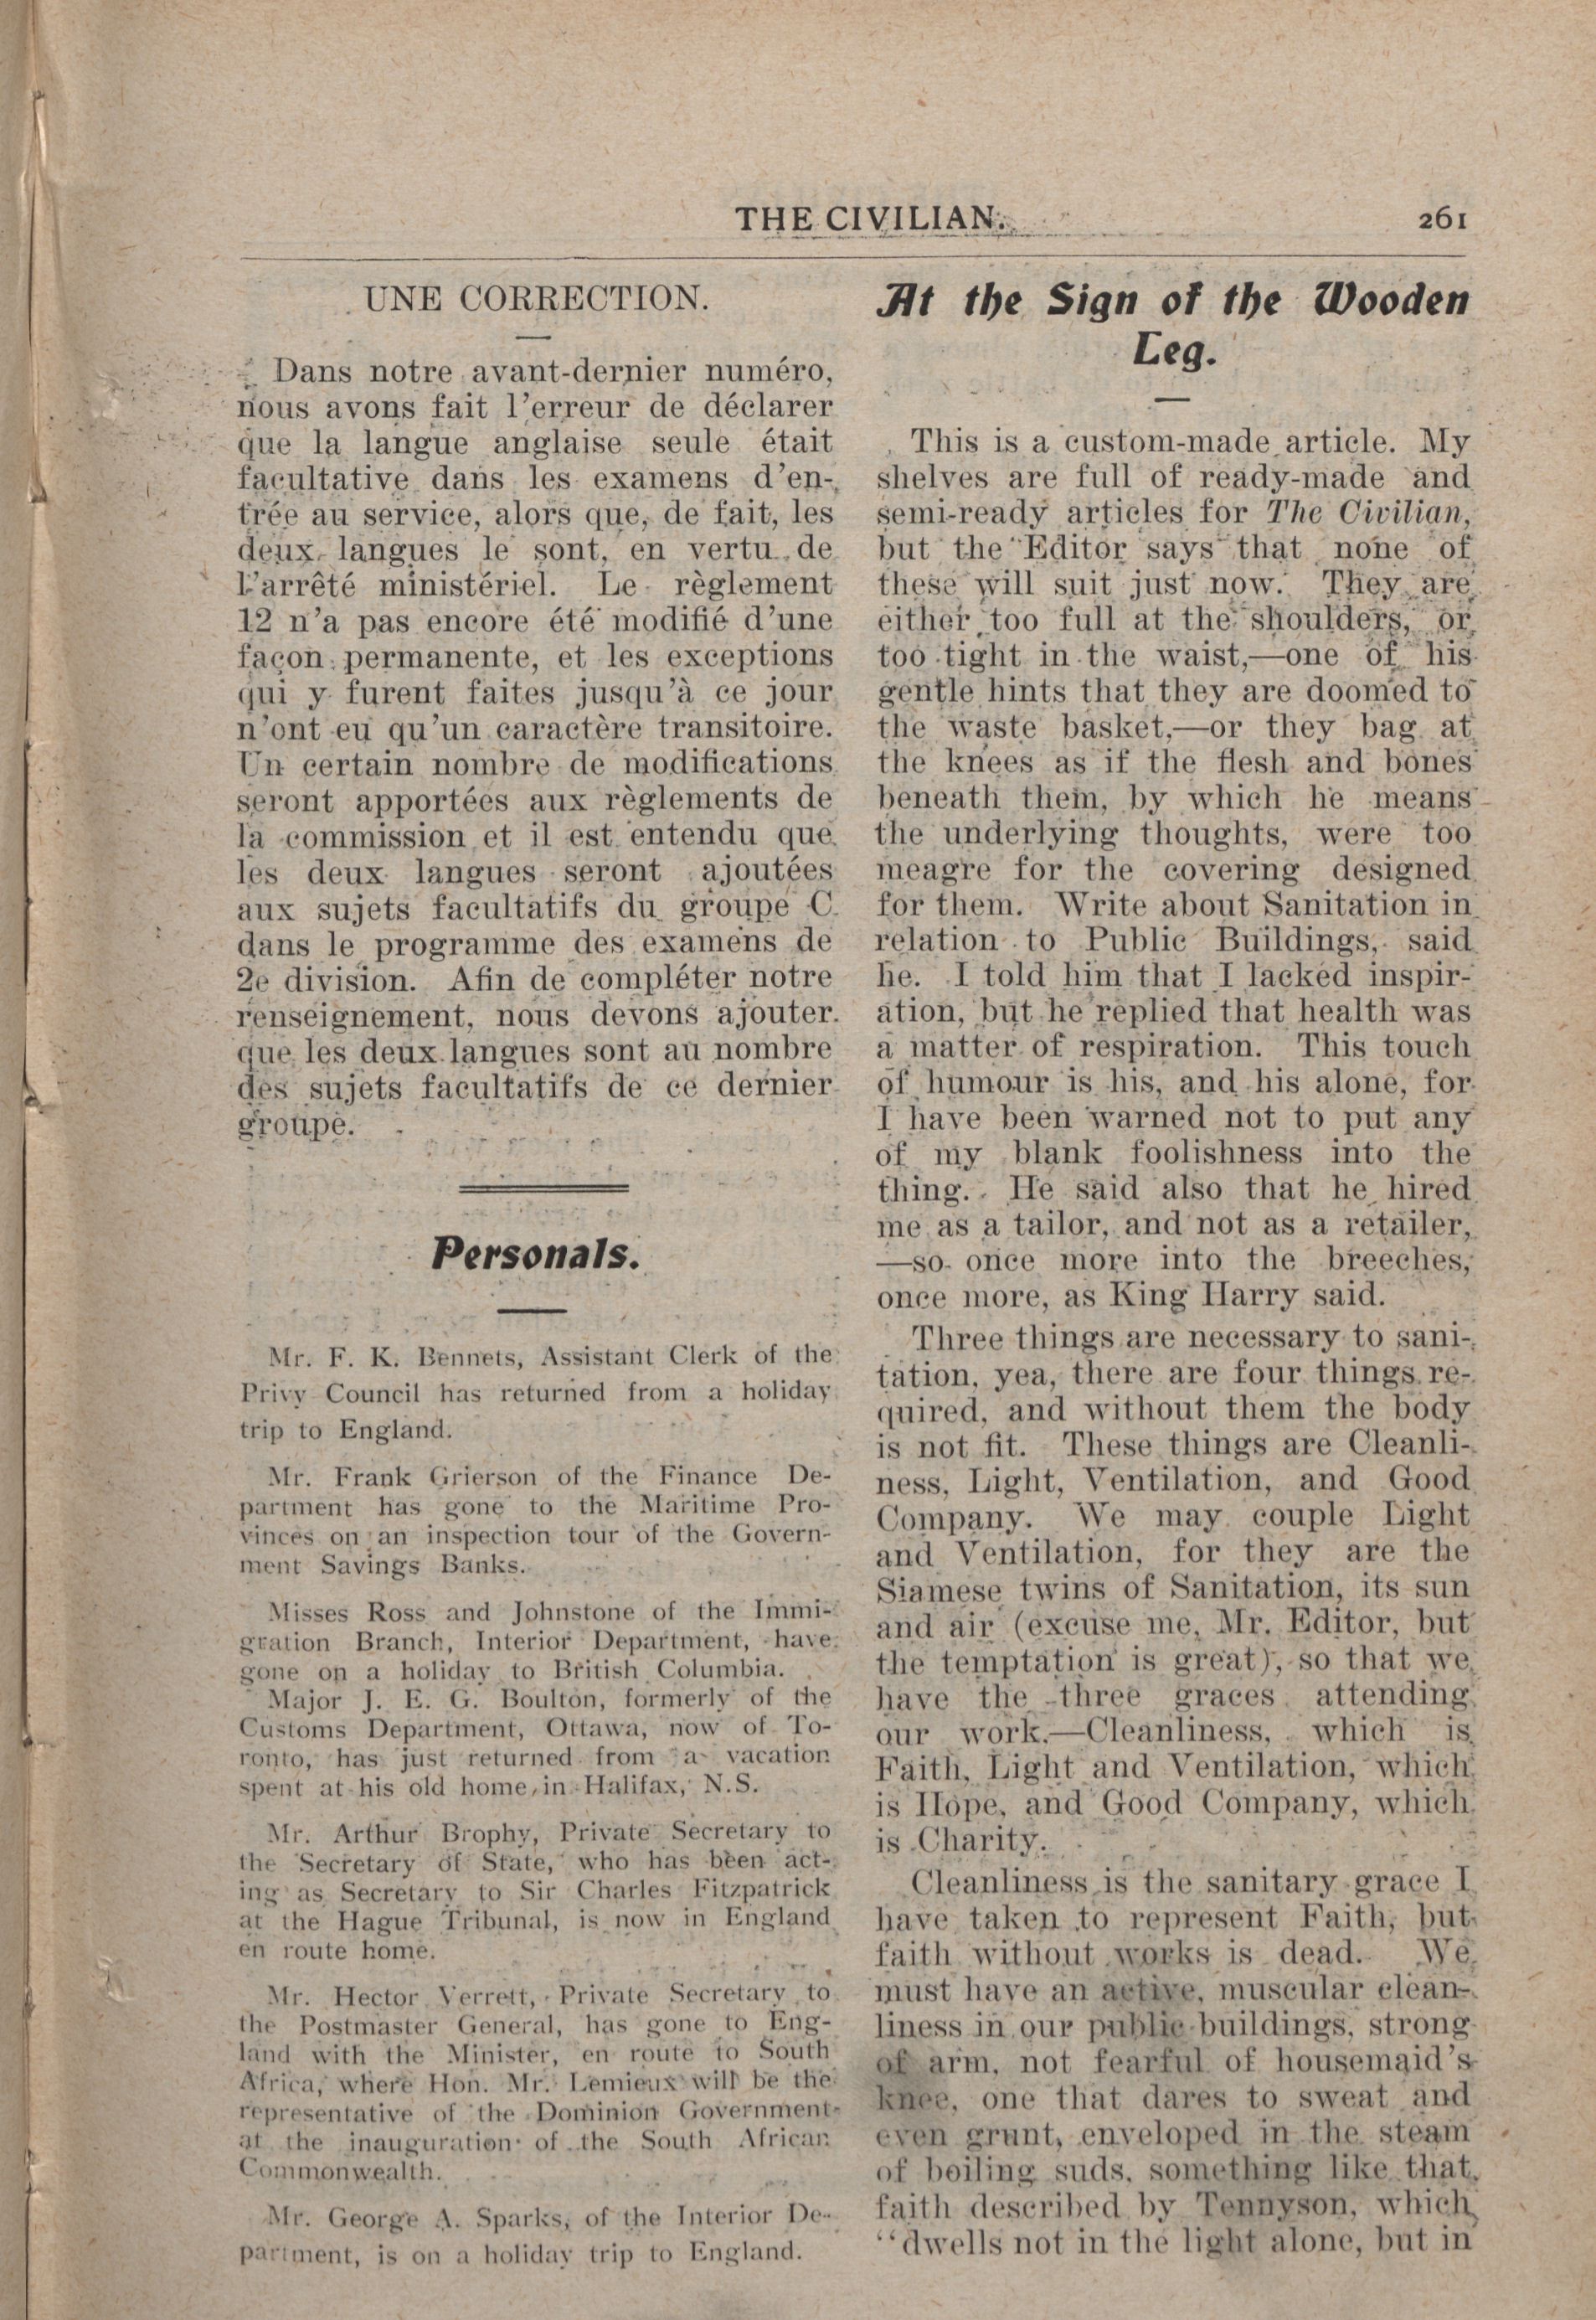 THE CIVILIAN.
261
UNE CORRECTION.
Dans notre avant-dernier numéro,
nous avons fait l'erreur de déclarer
que la langue anglaise seule était
facultative dans les examens d'en-
trée au service, alors que, de fait, les
deux langues le sont, en vertu de
l'arrêté ministériel. Le règlement
12 n'a pas encore été modifié d'une
façon permanente, et les exceptions
qui y furent faites jusqu'à ce jour
n'ont eu qu'un caractère transitoire.
Un certain nombre de modifications
seront apportées aux règlements de
la commission et il est entendu que
les deux langues seront ajoutées
aux sujets facultatifs du groupe C
dans le programme des examens de
2e division. Afin de compléter notre
renseignement, nous devons ajouter
que les deux langues sont au nombre
des sujets facultatifs de ce dernier
groupe.
Personals.
Mr. F. K. Bennets, Assistant Clerk of the
Privy Council has returned from a holiday
trip to England.
Mr. Frank Grierson of the Finance De-
partment has gone to the Maritime Pro-
vinces on an inspection tour of the Govern-
ment Savings Banks.
Misses Ross and Johnstone of the Immi-
gration Branch, Interior Department, have
gone on a holiday to British Columbia.
Major J. E. G. Boulton, formerly of the
Customs Department, Ottawa, now of To-
ronto, has just returned from a vacation
spent at his old home, in Halifax, N.S.
Mr. Arthur Brophy, Private Secretary to
the Secretary of State, who has been act-
ing as Secretary to Sir Charles Fitzpatrick
at the Hague Tribunal, is now in England
en route home.
Mr. Hector Verrett, Private Secretary to
the Postmaster General, has gone to Eng-
land with the Minister, en route to South
Africa, where Hon. Mr. Lemieux will be the
representative of the Dominion Government
at the inauguration of the South African
Commonwealth.
Mr. George A. Sparks, of the Interior De-
partment, is on a holiday trip to England.
At the Sign of the Wooden
Leg.
This is a custom-made article. My
shelves are full of ready-made and
semi-ready articles for The Civilian,
but the Editor says that none of
these will suit just now. They are
either too full at the shoulders, or
too tight in the waist,—one of his
gentle hints that they are doomed to
the waste basket,—or they bag at
the knees as if the flesh and bones
beneath them, by which he means
the underlying thoughts, were too
meagre for the covering designed
for them. Write about Sanitation in
relation to Public Buildings, said
he. I told him that I lacked inspir-
ation, but he replied that health was
a matter of respiration. This touch
of humour is his, and his alone, for
I have been warned not to put any
of my blank foolishness into the
thing. He said also that he hired
me as a tailor, and not as a retailer,
—so once more into the breeches,
once more, as King Harry said.
Three things are necessary to sani-
tation, yea, there are four things re-
quired, and without them the body
is not fit. These things are Cleanli-
ness, Light, Ventilation, and Good
Company. We may couple Light
and Ventilation, for they are the
Siamese twins of Sanitation, its sun
and air (excuse me, Mr. Editor, but
the temptation is great), so that we
have the three graces attending
our work,—Cleanliness, which is
Faith, Light and Ventilation, which
is Hope, and Good Company, which
is Charity.
Cleanliness is the sanitary grace I
have taken to represent Faith, but
faith without works is dead. We
must have an active, muscular clean-
liness in our public buildings, strong
of arm, not fearful of housemaid's
knee, one that dares to sweat and
even grunt, enveloped in the steam
of boiling suds, something like that
faith described by Tennyson, which
"dwells not in the light alone, but in